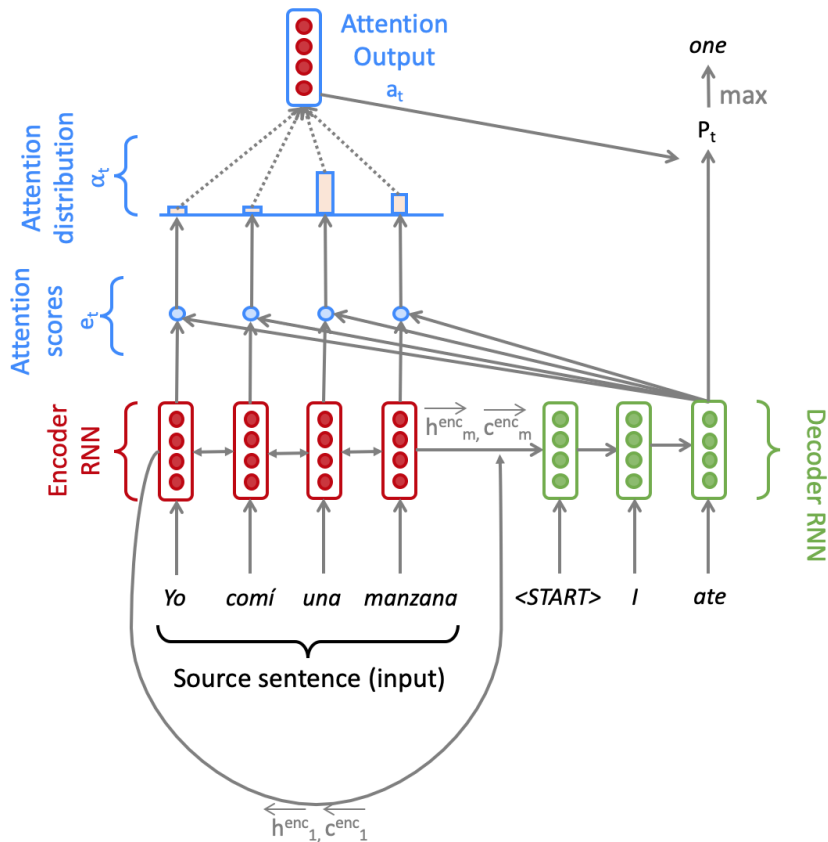 Attention
Output
a_t
one
max
P_t
Attention
distribution
α_t
Attention
scores
e_t
Encoder
RNN
h^enc_m, c^enc_m
Decoder RNN
Yo comí una manzana <START> I ate
Source sentence (input)
h^enc_1, c^enc_1